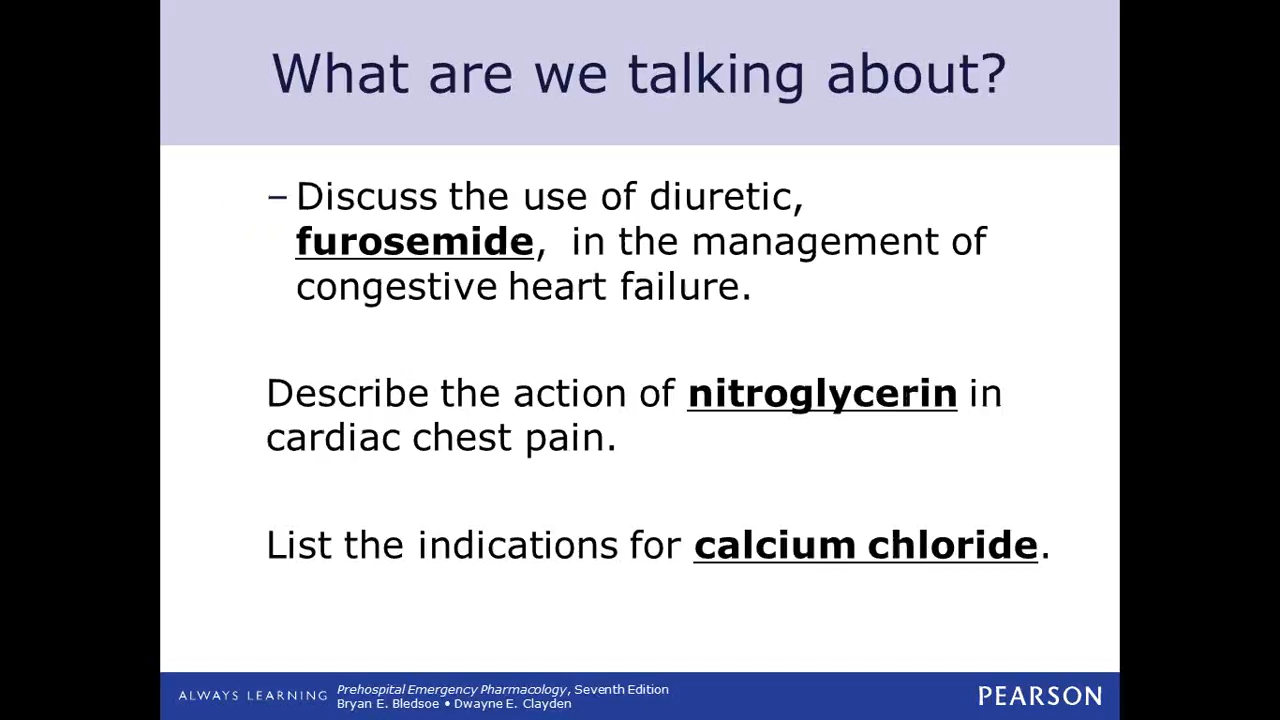 What are we talking about?
–Discuss the use of diuretic,
furosemide,  in the management of
congestive heart failure.
Describe the action of nitroglycerin in
cardiac chest pain.
List the indications for calcium chloride.
ALWAYS LEARNING
Prehospital Emergency Pharmacology, Seventh Edition
Bryan E. Bledsoe • Dwayne E. Clayden
PEARSON